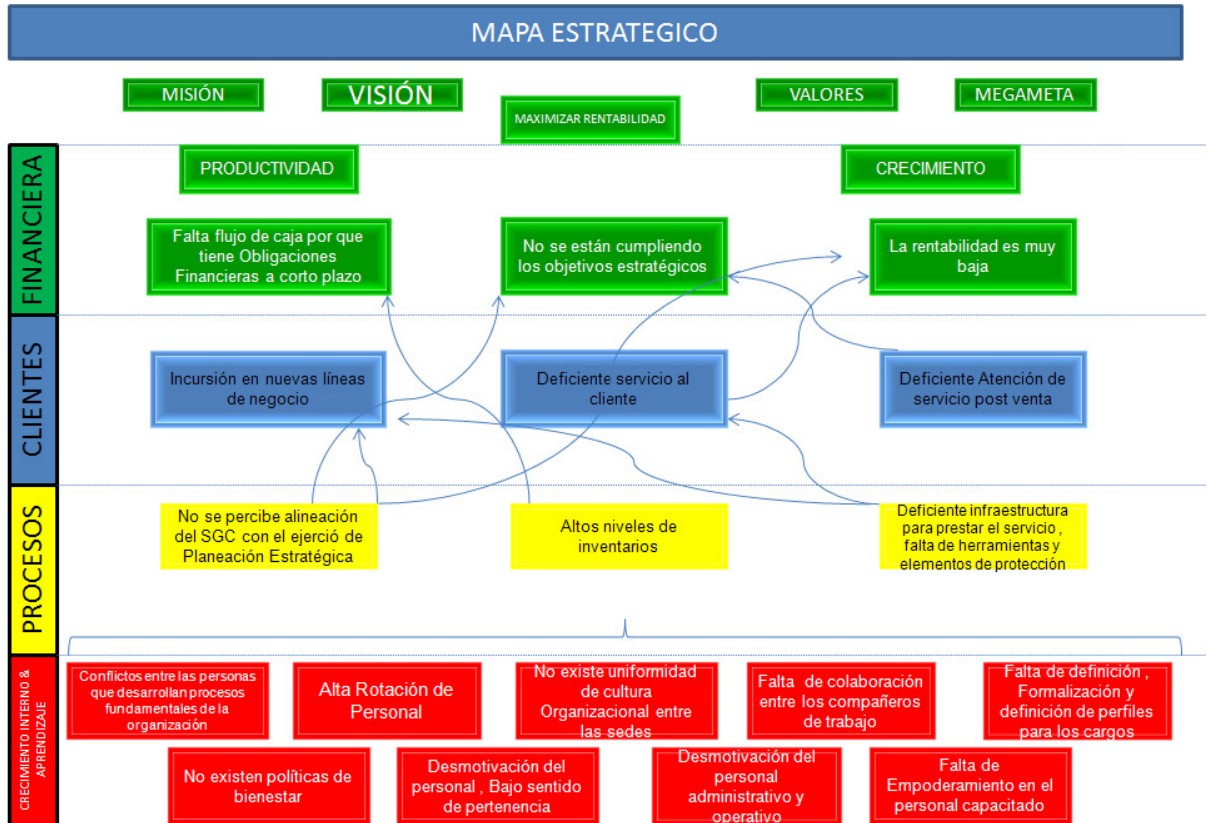 MAPA ESTRATEGICO
MISIÓN
VISIÓN
MAXIMIZAR RENTABILIDAD
VALORES
MEGAMETA
FINANCIERA
PRODUCTIVIDAD
CRECIMIENTO
Falta flujo de caja por que
tiene Obligaciones
Financieras a corto plazo
No se están cumpliendo
los objetivos estratégicos
La rentabilidad es muy
baja
CLIENTES
Incursión en nuevas líneas
de negocio
Deficiente servicio al
cliente
Deficiente Atención de
servicio post venta
PROCESOS
No se percibe alineación
del SGC con el ejerció de
Planeación Estratégica
Altos niveles de
inventarios
Deficiente infraestructura
para prestar el servicio ,
falta de herramientas y
elementos de protección
CRECIMIENTO INTERNO &
APRENDIZAJE
Conflictos entre las personas
que desarrollan procesos
fundamentales de la
organización
Alta Rotación de
Personal
No existe uniformidad
de cultura
Organizacional entre
las sedes
Falta de colaboración
entre los compañeros
de trabajo
Falta de definición ,
Formalización y
definición de perfiles
para los cargos
No existen políticas de
bienestar
Desmotivación del
personal , Bajo sentido
de pertenencia
Desmotivación del
personal
administrativo y
operativo
Falta de
Empoderamiento en el
personal capacitado